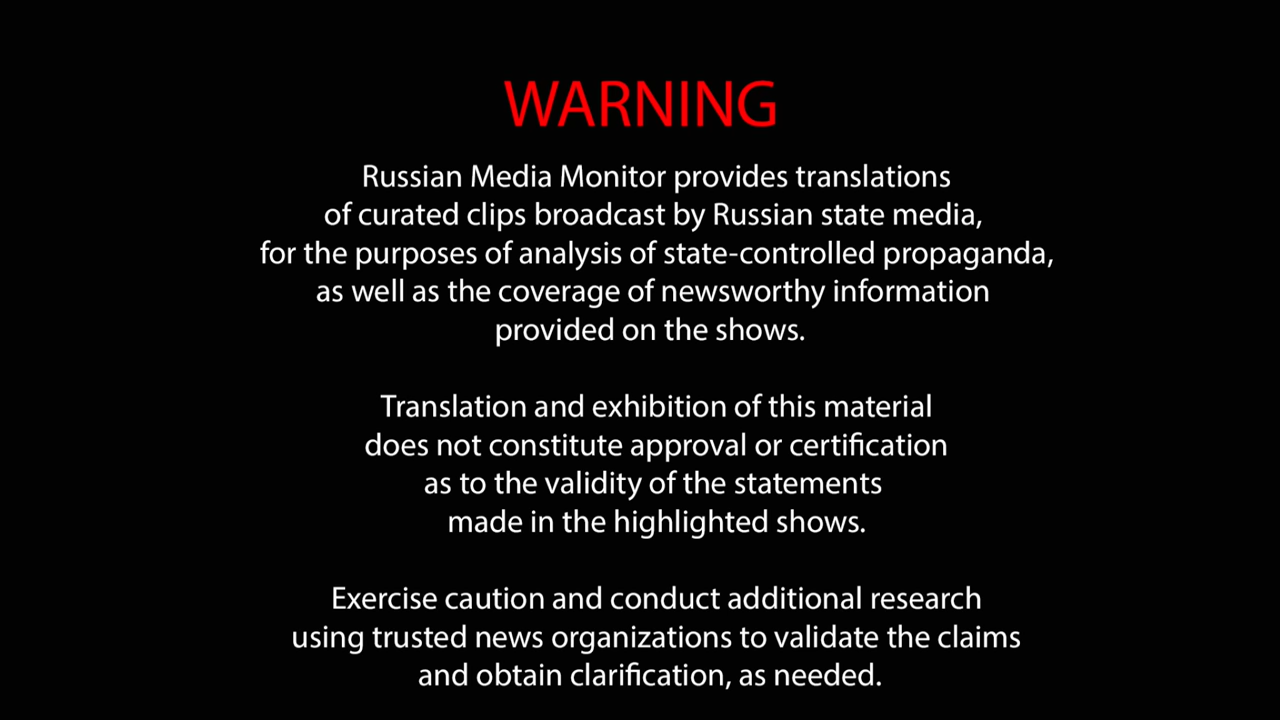 WARNING
Russian Media Monitor provides translations
of curated clips broadcast by Russian state media,
for the purposes of analysis of state-controlled propaganda,
as well as the coverage of newsworthy information
provided on the shows.
Translation and exhibition of this material
does not constitute approval or certification
as to the validity of the statements
made in the highlighted shows.
Exercise caution and conduct additional research
using trusted news organizations to validate the claims
and obtain clarification, as needed.